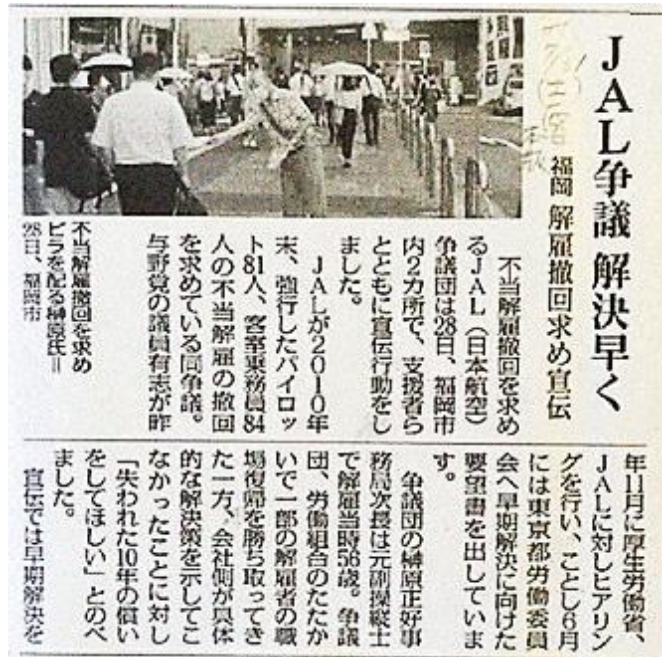 JAL争議 解決早く
福岡 解雇撤回求め宣伝
不当解雇撤回を求め
るJAL(日本航空)
争議団は28日、福岡市
内2カ所で、支援者ら
とともに宣伝行動をし
ました。
JALが2010年
末、強行したパイロッ
ト81人、客室乗務員84
人の不当解雇の撤回
を求めている同争議。
与野党の議員有志が昨
年11月に厚生労働省、
JALに対しヒアリン
グを行い、ことし6月
には東京都労働委員
会へ早期解決に向けた
要望書を出していま
す。
争議団の榊原正好事
務局次長は元副操縦士
で解雇当時56歳。争議
団、労働組合のたたか
いで一部の解雇者の職
場復帰を勝ち取ってき
た一方、会社側が具体
的な解決策を示してこ
なかったことに対し
「失われた10年の償い
をしてほしい」とのべ
ました。
宣伝では早期解決を
不当解雇撤回を求め
ビラを配る榊原氏=
28日、福岡市